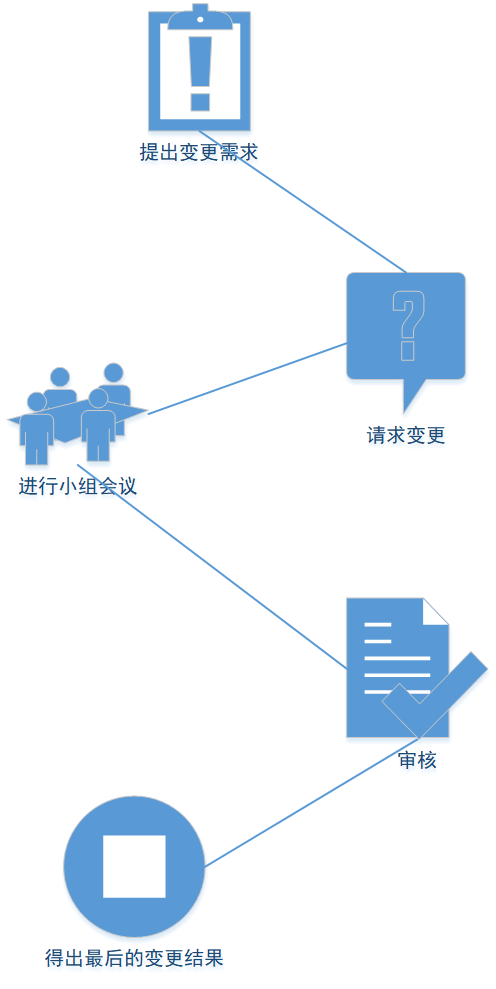 提出变更需求
请求变更
进行小组会议
审核
得出最后的变更结果